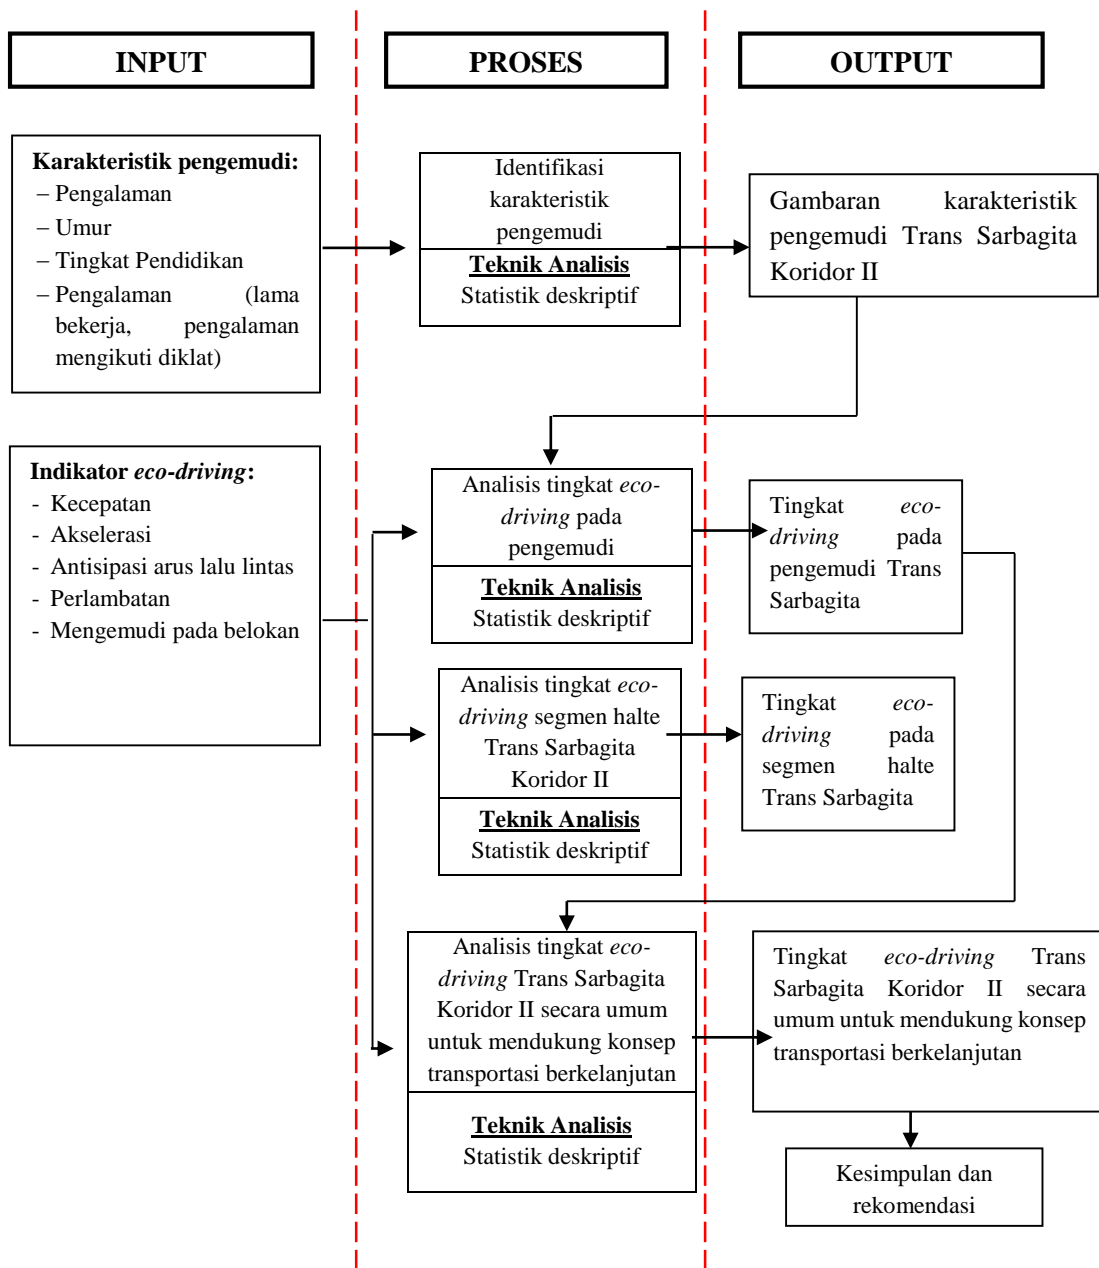 INPUT
PROSES
OUTPUT
Karakteristik pengemudi:
– Pengalaman
– Umur
– Tingkat Pendidikan
– Pengalaman (lama
bekerja, pengalaman
mengikuti diklat)
Identifikasi
karakteristik
pengemudi
Teknik Analisis
Statistik deskriptif
Gambaran karakteristik
pengemudi Trans Sarbagita
Koridor II
Indikator eco-driving:
- Kecepatan
- Akselerasi
- Antisipasi arus lalu lintas
- Perlambatan
- Mengemudi pada belokan
Analisis tingkat eco-
driving pada
pengemudi
Teknik Analisis
Statistik deskriptif
Tingkat eco-
driving pada
pengemudi Trans
Sarbagita
Analisis tingkat eco-
driving segmen halte
Trans Sarbagita
Koridor II
Teknik Analisis
Statistik deskriptif
Tingkat eco-
driving pada
segmen halte
Trans Sarbagita
Analisis tingkat eco-
driving Trans Sarbagita
Koridor II secara umum
untuk mendukung konsep
transportasi berkelanjutan
Teknik Analisis
Statistik deskriptif
Tingkat eco-driving Trans
Sarbagita Koridor II secara
umum untuk mendukung konsep
transportasi berkelanjutan
Kesimpulan dan
rekomendasi